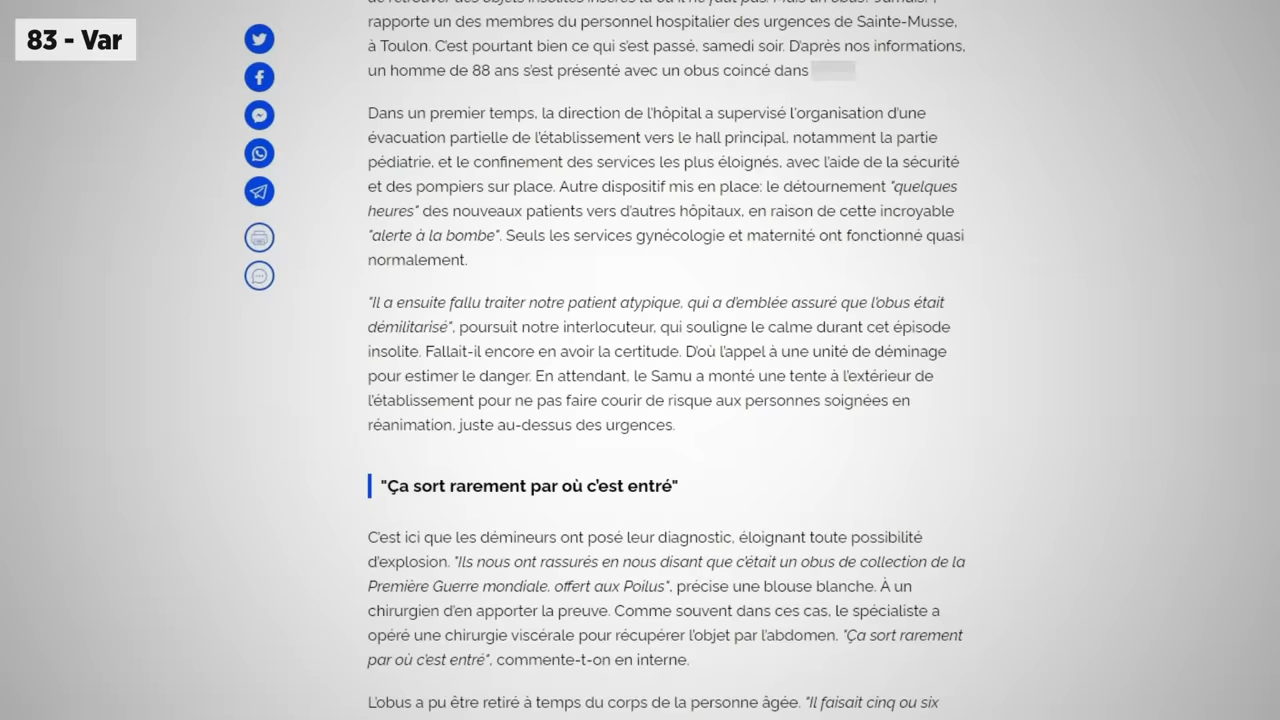 83 - Var
rapporte un des membres du personnel hospitalier des urgences de Sainte-Musse,
à Toulon. C'est pourtant bien ce qui s'est passé, samedi soir. D'après nos informations,
un homme de 88 ans s'est présenté avec un obus coincé dans
Dans un premier temps, la direction de l'hôpital a supervisé l'organisation d'une
évacuation partielle de l'établissement vers le hall principal, notamment la partie
pédiatrie, et le confinement des services les plus éloignés, avec l'aide de la sécurité
et des pompiers sur place. Autre dispositif mis en place: le détournement "quelques
heures" des nouveaux patients vers d'autres hôpitaux, en raison de cette incroyable
"alerte à la bombe". Seuls les services gynécologie et maternité ont fonctionné quasi
normalement.
"Il a ensuite fallu traiter notre patient atypique, qui a d'emblée assuré que l'obus était
démilitarisé", poursuit notre interlocuteur, qui souligne le calme durant cet épisode
insolite. Fallait-il encore en avoir la certitude. D'où l'appel à une unité de déminage
pour estimer le danger. En attendant, le Samu a monté une tente à l'extérieur de
l'établissement pour ne pas faire courir de risque aux personnes soignées en
réanimation, juste au-dessus des urgences.
"Ça sort rarement par où c'est entré"
C'est ici que les démineurs ont posé leur diagnostic, éloignant toute possibilité
d'explosion. "Ils nous ont rassurés en nous disant que c'était un obus de collection de la
Première Guerre mondiale, offert aux Poilus", précise une blouse blanche. À un
chirurgien d'en apporter la preuve. Comme souvent dans ces cas, le spécialiste a
opéré une chirurgie viscérale pour récupérer l'objet par l'abdomen. "Ça sort rarement
par où c'est entré", commente-t-on en interne.
L'obus a pu être retiré à temps du corps de la personne âgée. "Il faisait cinq ou six